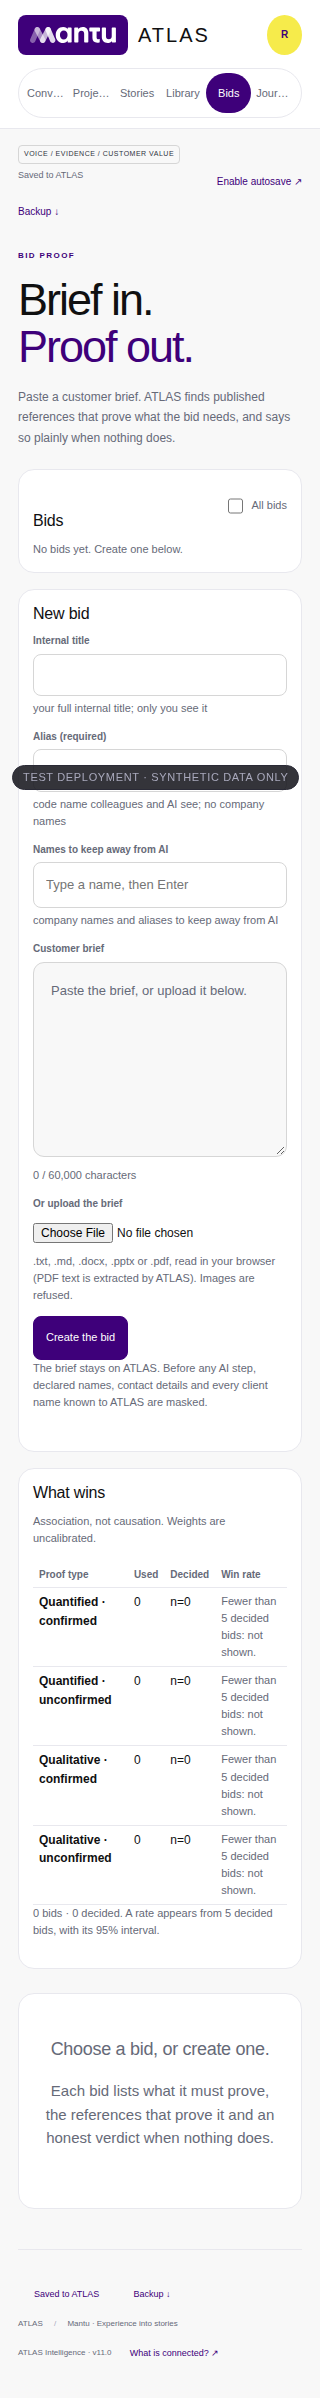 mantu ATLAS R
Conv… Proje… Stories Library Bids Jour…
VOICE / EVIDENCE / CUSTOMER VALUE
Saved to ATLAS
Enable autosave ↗
Backup ↓
BID PROOF
Brief in.
Proof out.
Paste a customer brief. ATLAS finds published
references that prove what the bid needs, and says
so plainly when nothing does.
All bids
Bids
No bids yet. Create one below.
New bid
Internal title
your full internal title; only you see it
Alias (required)
TEST DEPLOYMENT · SYNTHETIC DATA ONLY
code name colleagues and AI see; no company
names
Names to keep away from AI
Type a name, then Enter
company names and aliases to keep away from AI
Customer brief
Paste the brief, or upload it below.
0 / 60,000 characters
Or upload the brief
Choose File No file chosen
.txt, .md, .docx, .pptx or .pdf, read in your browser
(PDF text is extracted by ATLAS). Images are
refused.
Create the bid
The brief stays on ATLAS. Before any AI step,
declared names, contact details and every client
name known to ATLAS are masked.
What wins
Association, not causation. Weights are
uncalibrated.
Proof type Used Decided Win rate
Quantified · confirmed 0 n=0 Fewer than 5 decided bids: not shown.
Quantified · unconfirmed 0 n=0 Fewer than 5 decided bids: not shown.
Qualitative · confirmed 0 n=0 Fewer than 5 decided bids: not shown.
Qualitative · unconfirmed 0 n=0 Fewer than 5 decided bids: not shown.
0 bids · 0 decided. A rate appears from 5 decided
bids, with its 95% interval.
Choose a bid, or create one.
Each bid lists what it must prove,
the references that prove it and an
honest verdict when nothing does.
Saved to ATLAS Backup ↓
ATLAS / Mantu · Experience into stories
ATLAS Intelligence · v11.0 What is connected? ↗